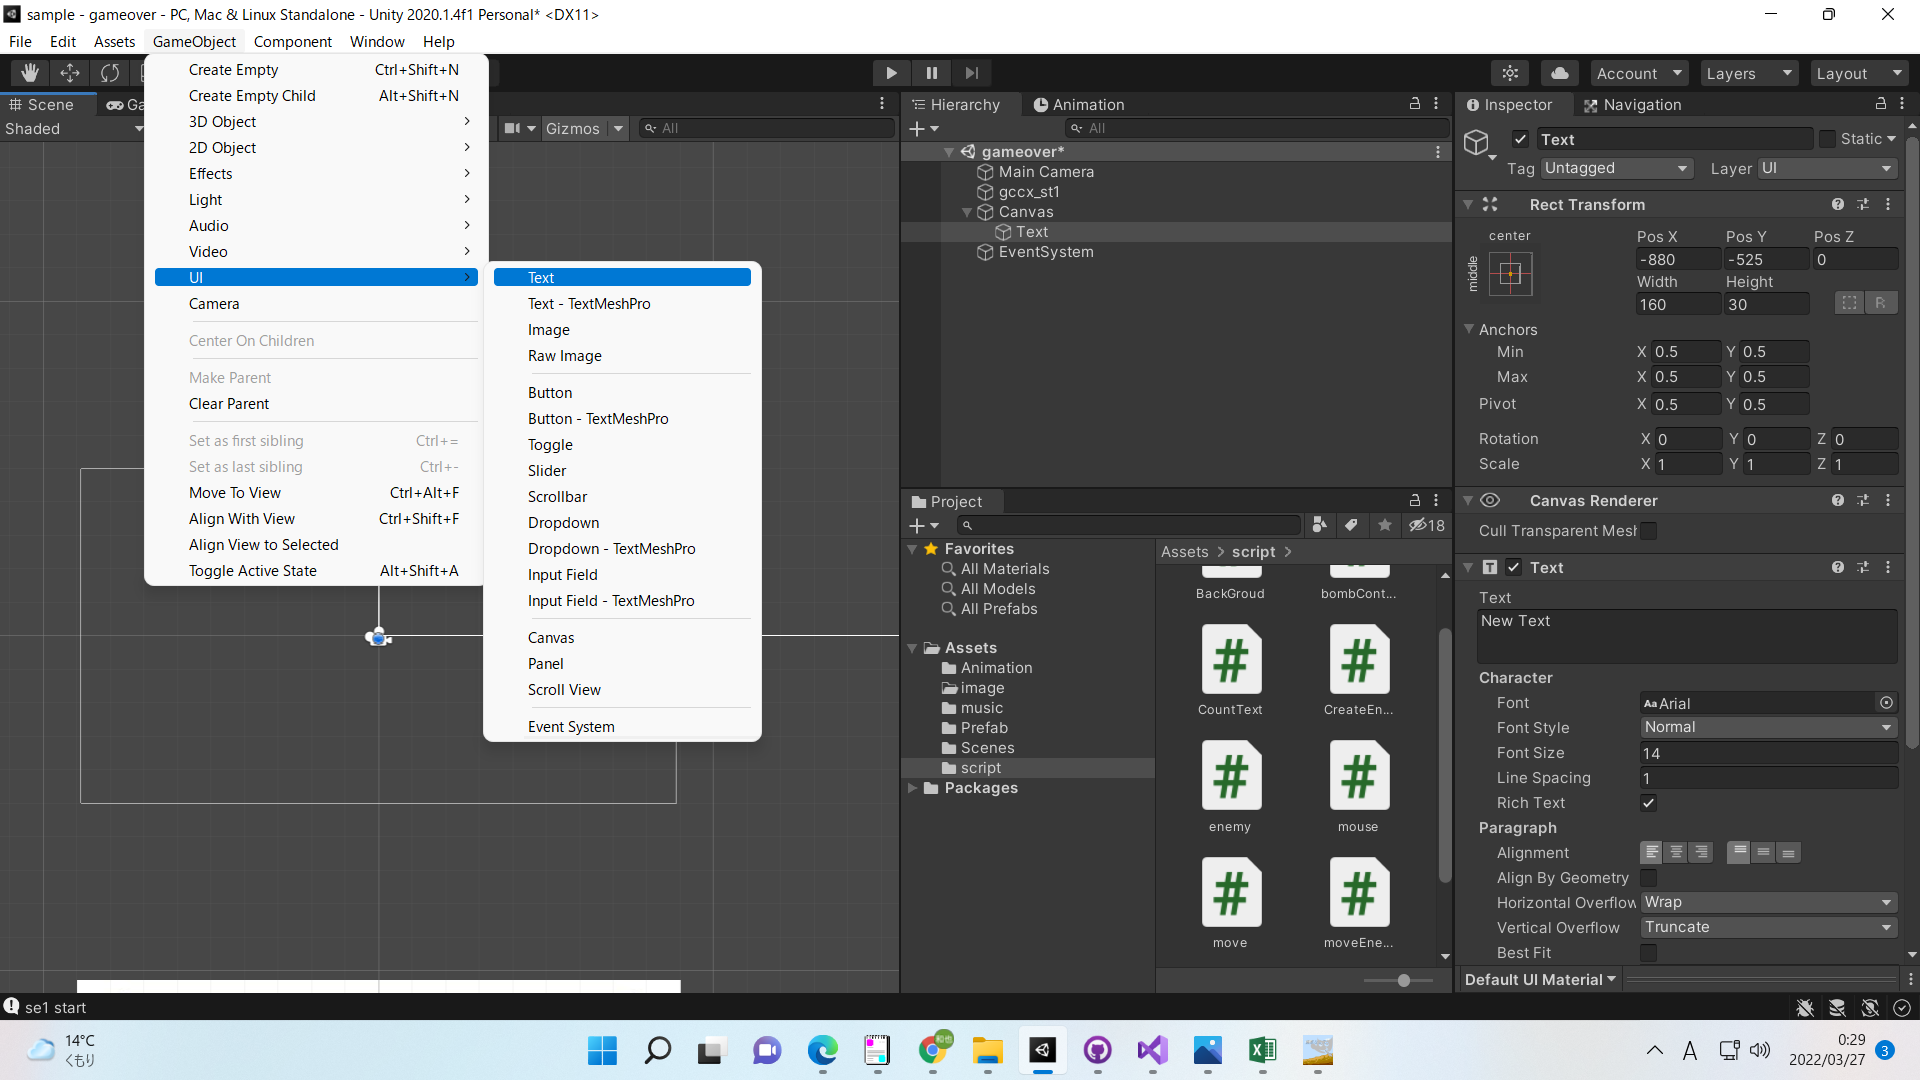 sample - gameover - PC, Mac & Linux Standalone - Unity 2020.1.4f1 Personal* <DX11>
File Edit Assets GameObject Component Window Help
Account Layers Layout
Scene
Shaded
Gizmos All
Create Empty Ctrl+Shift+N
Create Empty Child Alt+Shift+N
3D Object
2D Object
Effects
Light
Audio
Video
UI
Camera
Center On Children
Make Parent
Clear Parent
Set as first sibling Ctrl+=
Set as last sibling Ctrl+-
Move To View Ctrl+Alt+F
Align With View Ctrl+Shift+F
Align View to Selected
Toggle Active State Alt+Shift+A
Text
Text - TextMeshPro
Image
Raw Image
Button
Button - TextMeshPro
Toggle
Slider
Scrollbar
Dropdown
Dropdown - TextMeshPro
Input Field
Input Field - TextMeshPro
Canvas
Panel
Scroll View
Event System
Hierarchy Animation
All
gameover*
Main Camera
gccx_st1
Canvas
Text
EventSystem
Project
18
Favorites
All Materials
All Models
All Prefabs
Assets
Animation
image
music
Prefab
Scenes
script
Packages
Assets > script >
BackGroud bombCont...
CountText CreateEn...
enemy mouse
move moveEne...
Inspector Navigation
Text Static
Tag Untagged Layer UI
Rect Transform
center
middle
Pos X Pos Y Pos Z
-880 -525 0
Width Height
160 30
R
Anchors
Min X 0.5 Y 0.5
Max X 0.5 Y 0.5
Pivot X 0.5 Y 0.5
Rotation X 0 Y 0 Z 0
Scale X 1 Y 1 Z 1
Canvas Renderer
Cull Transparent Mesh
Text
Text
New Text
Character
Font Aa Arial
Font Style Normal
Font Size 14
Line Spacing 1
Rich Text
Paragraph
Alignment
Align By Geometry
Horizontal Overflow Wrap
Vertical Overflow Truncate
Best Fit
Default UI Material
se1 start
14°C
くもり
A
0:29
2022/03/27
3